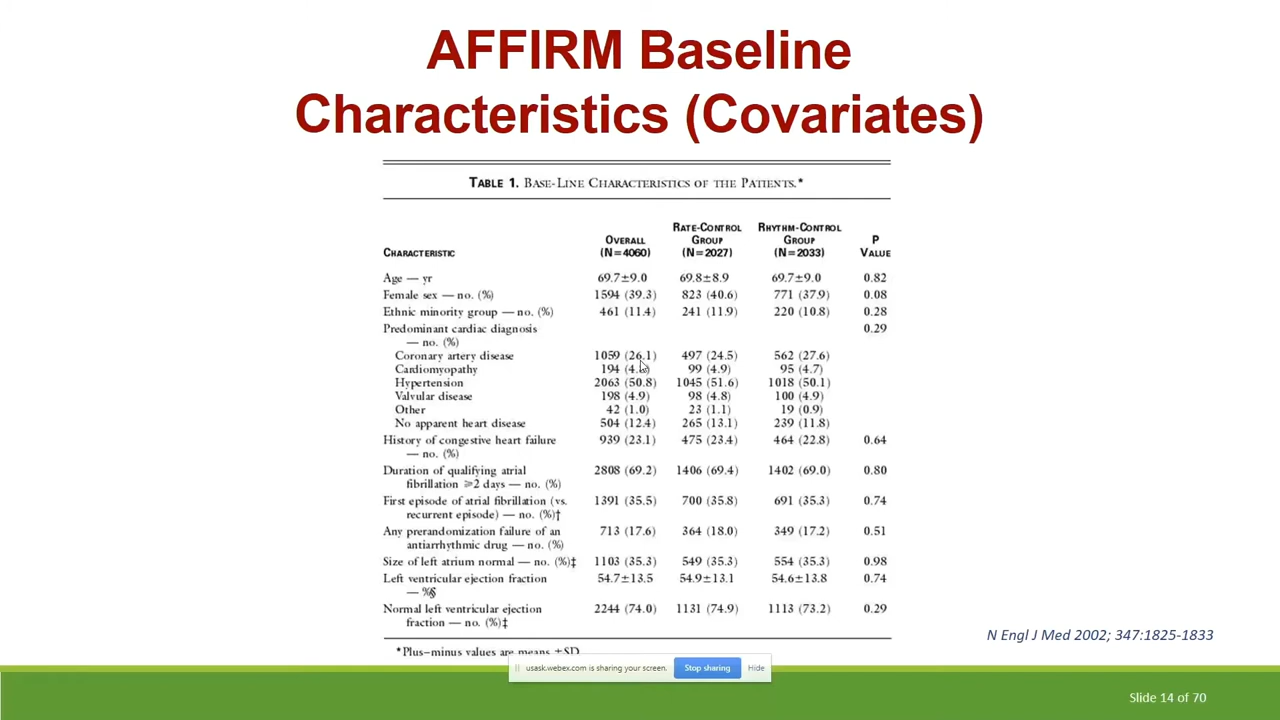 AFFIRM Baseline
Characteristics (Covariates)
TABLE 1. BASE-LINE CHARACTERISTICS OF THE PATIENTS.*
CHARACTERISTIC OVERALL (N=4060) RATE-CONTROL GROUP (N=2027) RHYTHM-CONTROL GROUP (N=2033) P VALUE
Age — yr 69.7±9.0 69.8±8.9 69.7±9.0 0.82
Female sex — no. (%) 1594 (39.3) 823 (40.6) 771 (37.9) 0.08
Ethnic minority group — no. (%) 461 (11.4) 241 (11.9) 220 (10.8) 0.28
Predominant cardiac diagnosis 0.29
— no. (%)
Coronary artery disease 1059 (26.1) 497 (24.5) 562 (27.6)
Cardiomyopathy 194 99 (4.9) 95 (4.7)
Hypertension 2063 (50.8) 1045 (51.6) 1018 (50.1)
Valvular disease 198 (4.9) 98 (4.8) 100 (4.9)
Other 42 (1.0) 23 (1.1) 19 (0.9)
No apparent heart disease 504 (12.4) 265 (13.1) 239 (11.8)
History of congestive heart failure 939 (23.1) 475 (23.4) 464 (22.8) 0.64
— no. (%)
Duration of qualifying atrial 2808 (69.2) 1406 (69.4) 1402 (69.0) 0.80
fibrillation ≥2 days — no. (%)
First episode of atrial fibrillation (vs. 1391 (35.5) 700 (35.8) 691 (35.3) 0.74
recurrent episode) — no. (%)†
Any prerandomization failure of an 713 (17.6) 364 (18.0) 349 (17.2) 0.51
antiarrhythmic drug — no. (%)
Size of left atrium normal — no. (%)‡ 1103 (35.3) 549 (35.3) 554 (35.3) 0.98
Left ventricular ejection fraction 54.7±13.5 54.9±13.1 54.6±13.8 0.74
— %§
Normal left ventricular ejection 2244 (74.0) 1131 (74.9) 1113 (73.2) 0.29
fraction — no. (%)‡
*Plus–minus values are means ±SD
N Engl J Med 2002; 347:1825-1833
usask.webex.com is sharing your screen. Stop sharing Hide
Slide 14 of 70